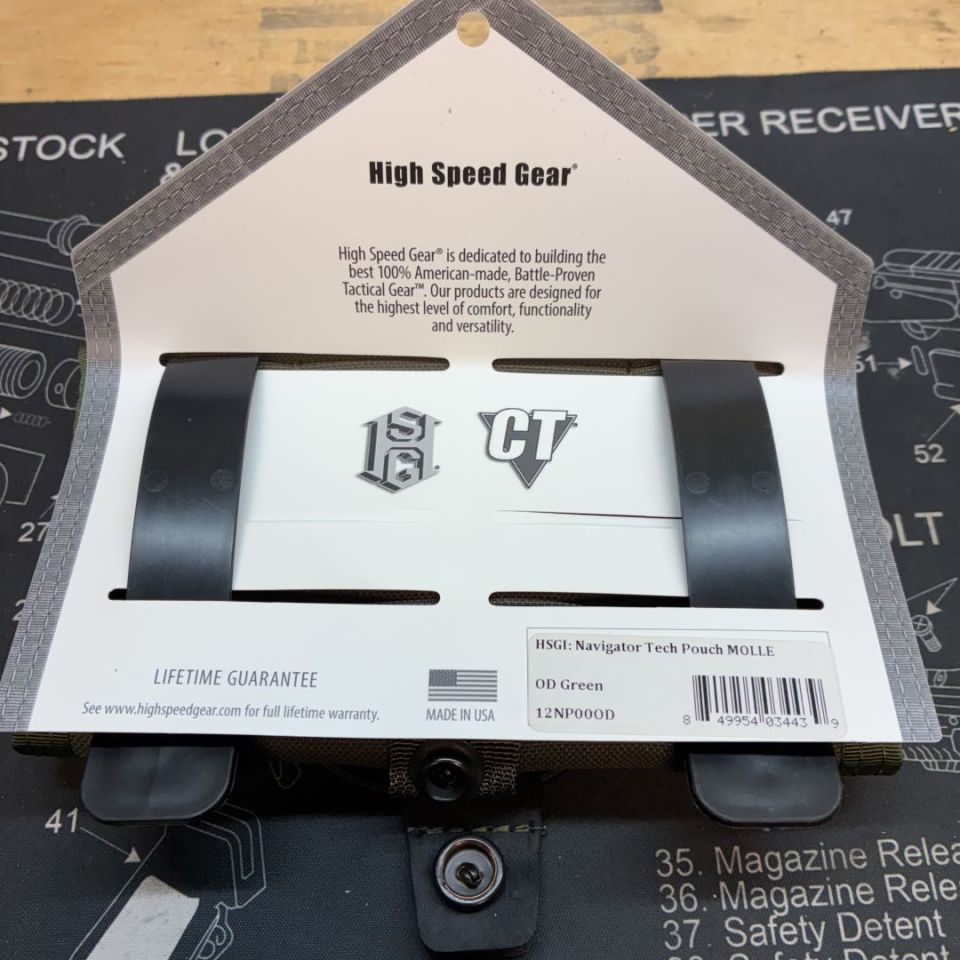 STOCK
ER RECEIVER
47
High Speed Gear®
High Speed Gear® is dedicated to building the
best 100% American-made, Battle-Proven
Tactical Gear™. Our products are designed for
the highest level of comfort, functionality
and versatility.
51
HSGI
CT
52
27
LIFETIME GUARANTEE
See www.highspeedgear.com for full lifetime warranty.
MADE IN USA
HSGI: Navigator Tech Pouch MOLLE
OD Green
12NP00OD
8 49954 03443 9
41
35. Magazine Relea
36. Magazine Rele
37. Safety Detent